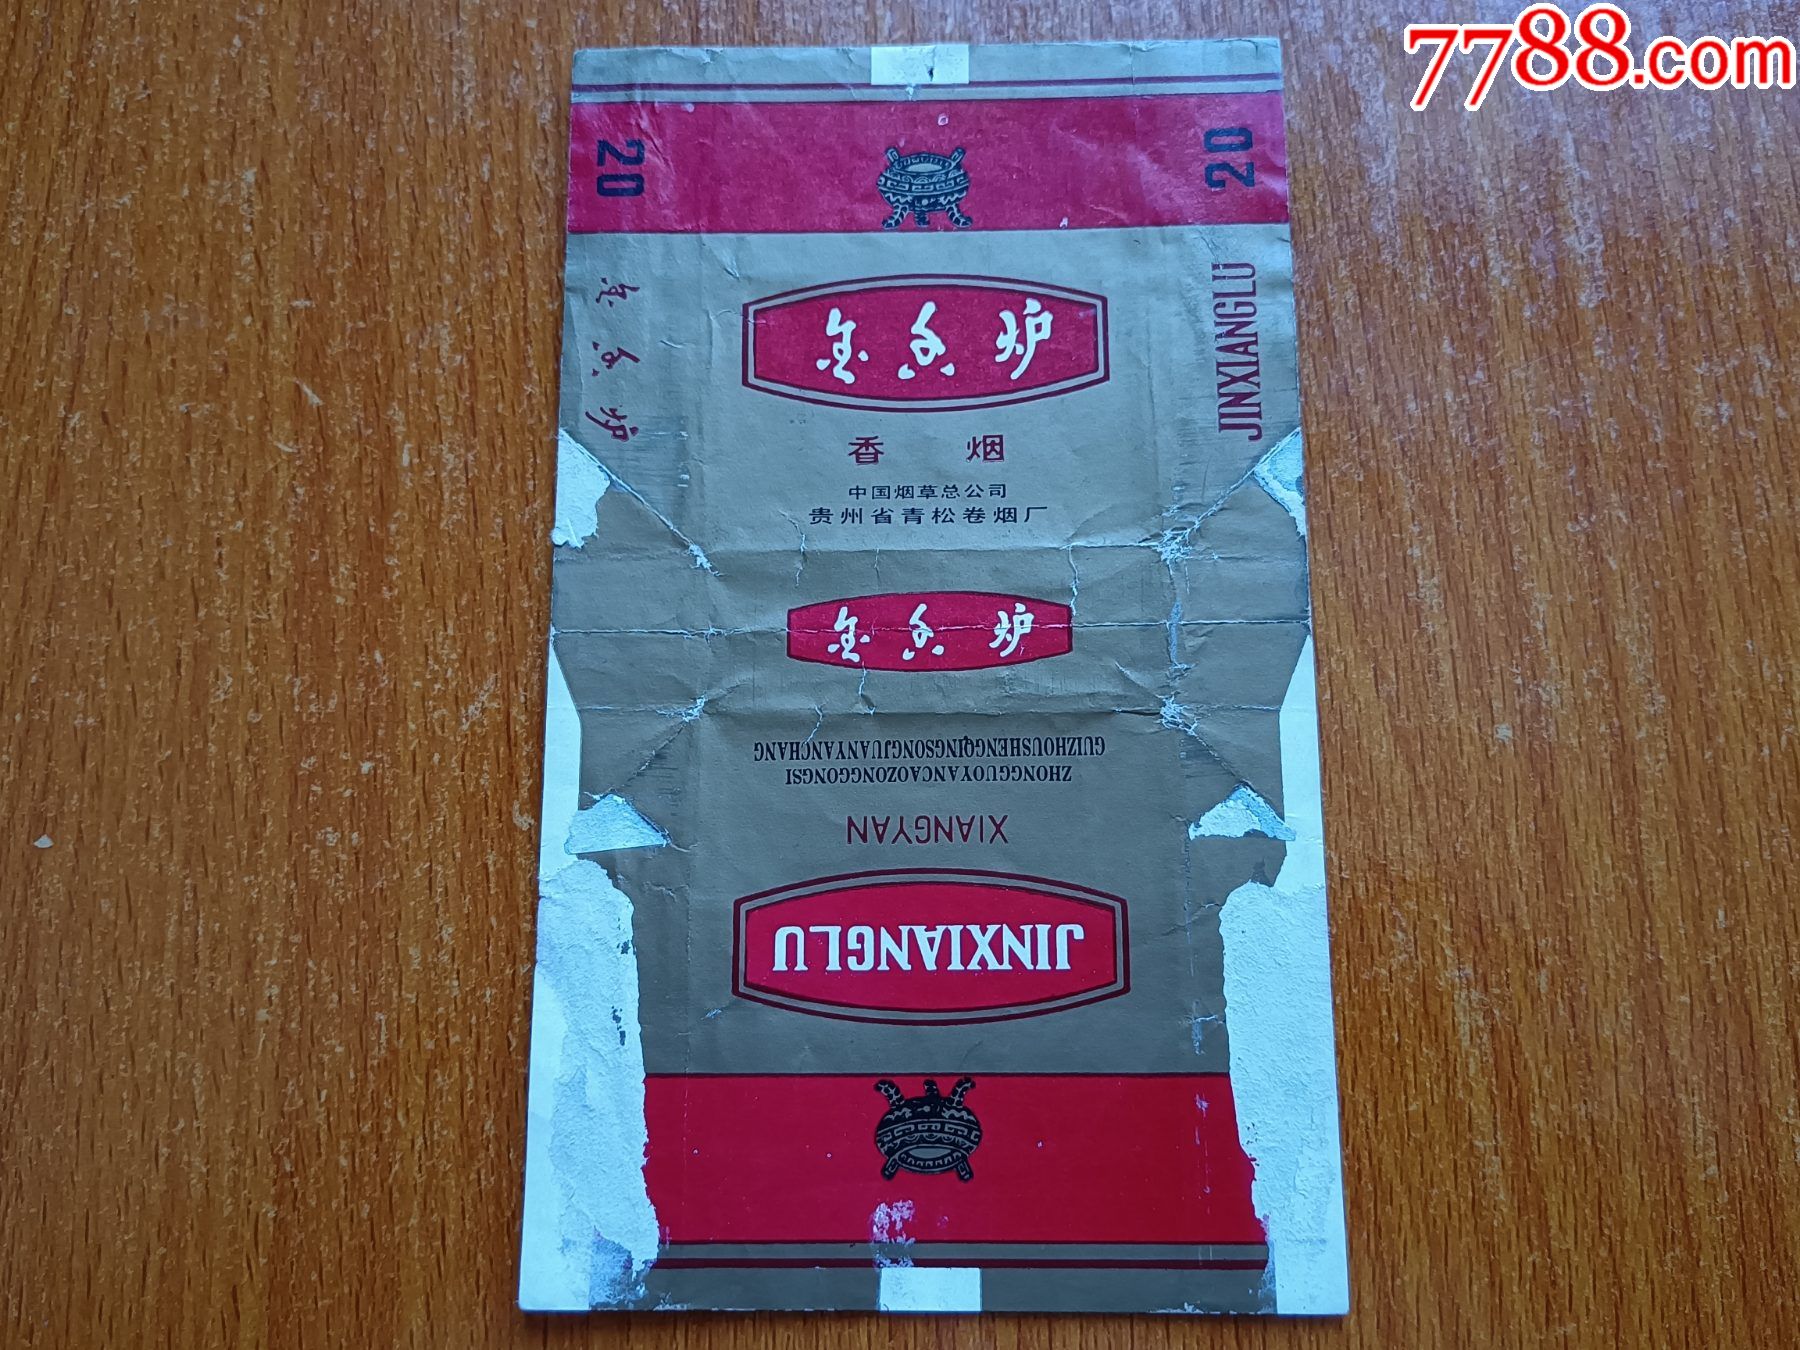 7788.com
20
20
金香炉
JINXIANGLU
金香炉
香烟
中国烟草总公司
贵州省青松卷烟厂
金香炉
GUIZHOUSHENGQINGSONGJUANYANCHANG
ZHONGGUOYANCAOZONGGONGSI
XIANGYAN
JINXIANGLU